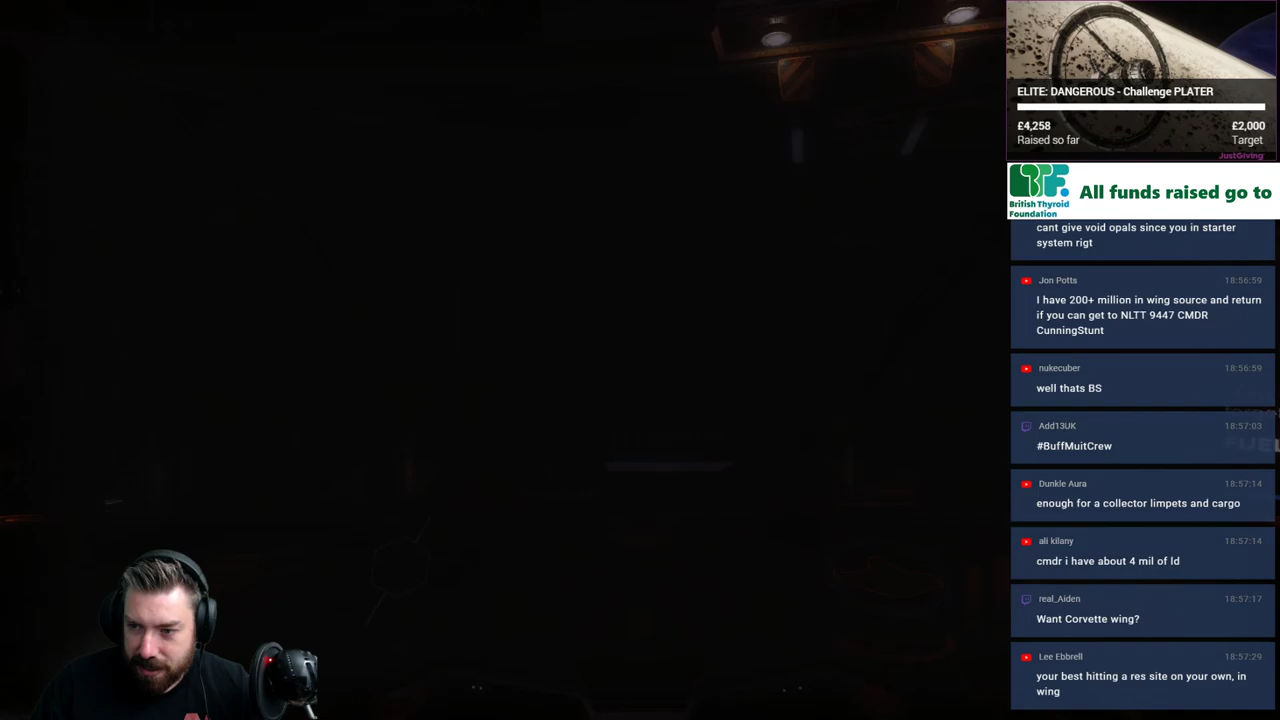 ELITE: DANGEROUS - Challenge PLATER
£4,258
£2,000
Raised so far
Target
JustGiving
BTF
British Thyroid
Foundation
All funds raised go to
cant give void opals since you in starter
system rigt
Jon Potts
18:56:59
I have 200+ million in wing source and return
if you can get to NLTT 9447 CMDR
CunningStunt
nukecuber
18:56:59
well thats BS
Add13UK
18:57:03
#BuffMuitCrew
Dunkle Aura
18:57:14
enough for a collector limpets and cargo
ali kilany
18:57:14
cmdr i have about 4 mil of ld
real_Aiden
18:57:17
Want Corvette wing?
Lee Ebbrell
18:57:29
your best hitting a res site on your own, in
wing